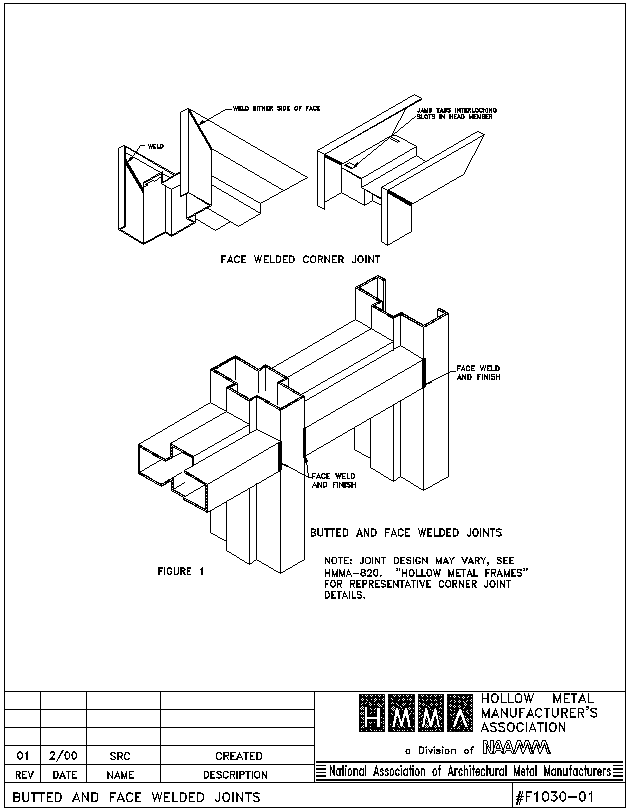 WELD EITHER SIDE OF FACE
WELD
JAMB TABS INTERLOCKING
SLOTS IN HEAD MEMBER
FACE WELDED CORNER JOINT
FACE WELD
AND FINISH
FACE WELD
AND FINISH
BUTTED AND FACE WELDED JOINTS
FIGURE 1
NOTE: JOINT DESIGN MAY VARY, SEE
HMMA-820. "HOLLOW METAL FRAMES"
FOR REPRESENTATIVE CORNER JOINT
DETAILS.
HMMA
HOLLOW METAL
MANUFACTURER'S
ASSOCIATION
a Division of NAAMM
National Association of Architectural Metal Manufacturers
01 2/00 SRC CREATED
REV DATE NAME DESCRIPTION
BUTTED AND FACE WELDED JOINTS
#F1030-01